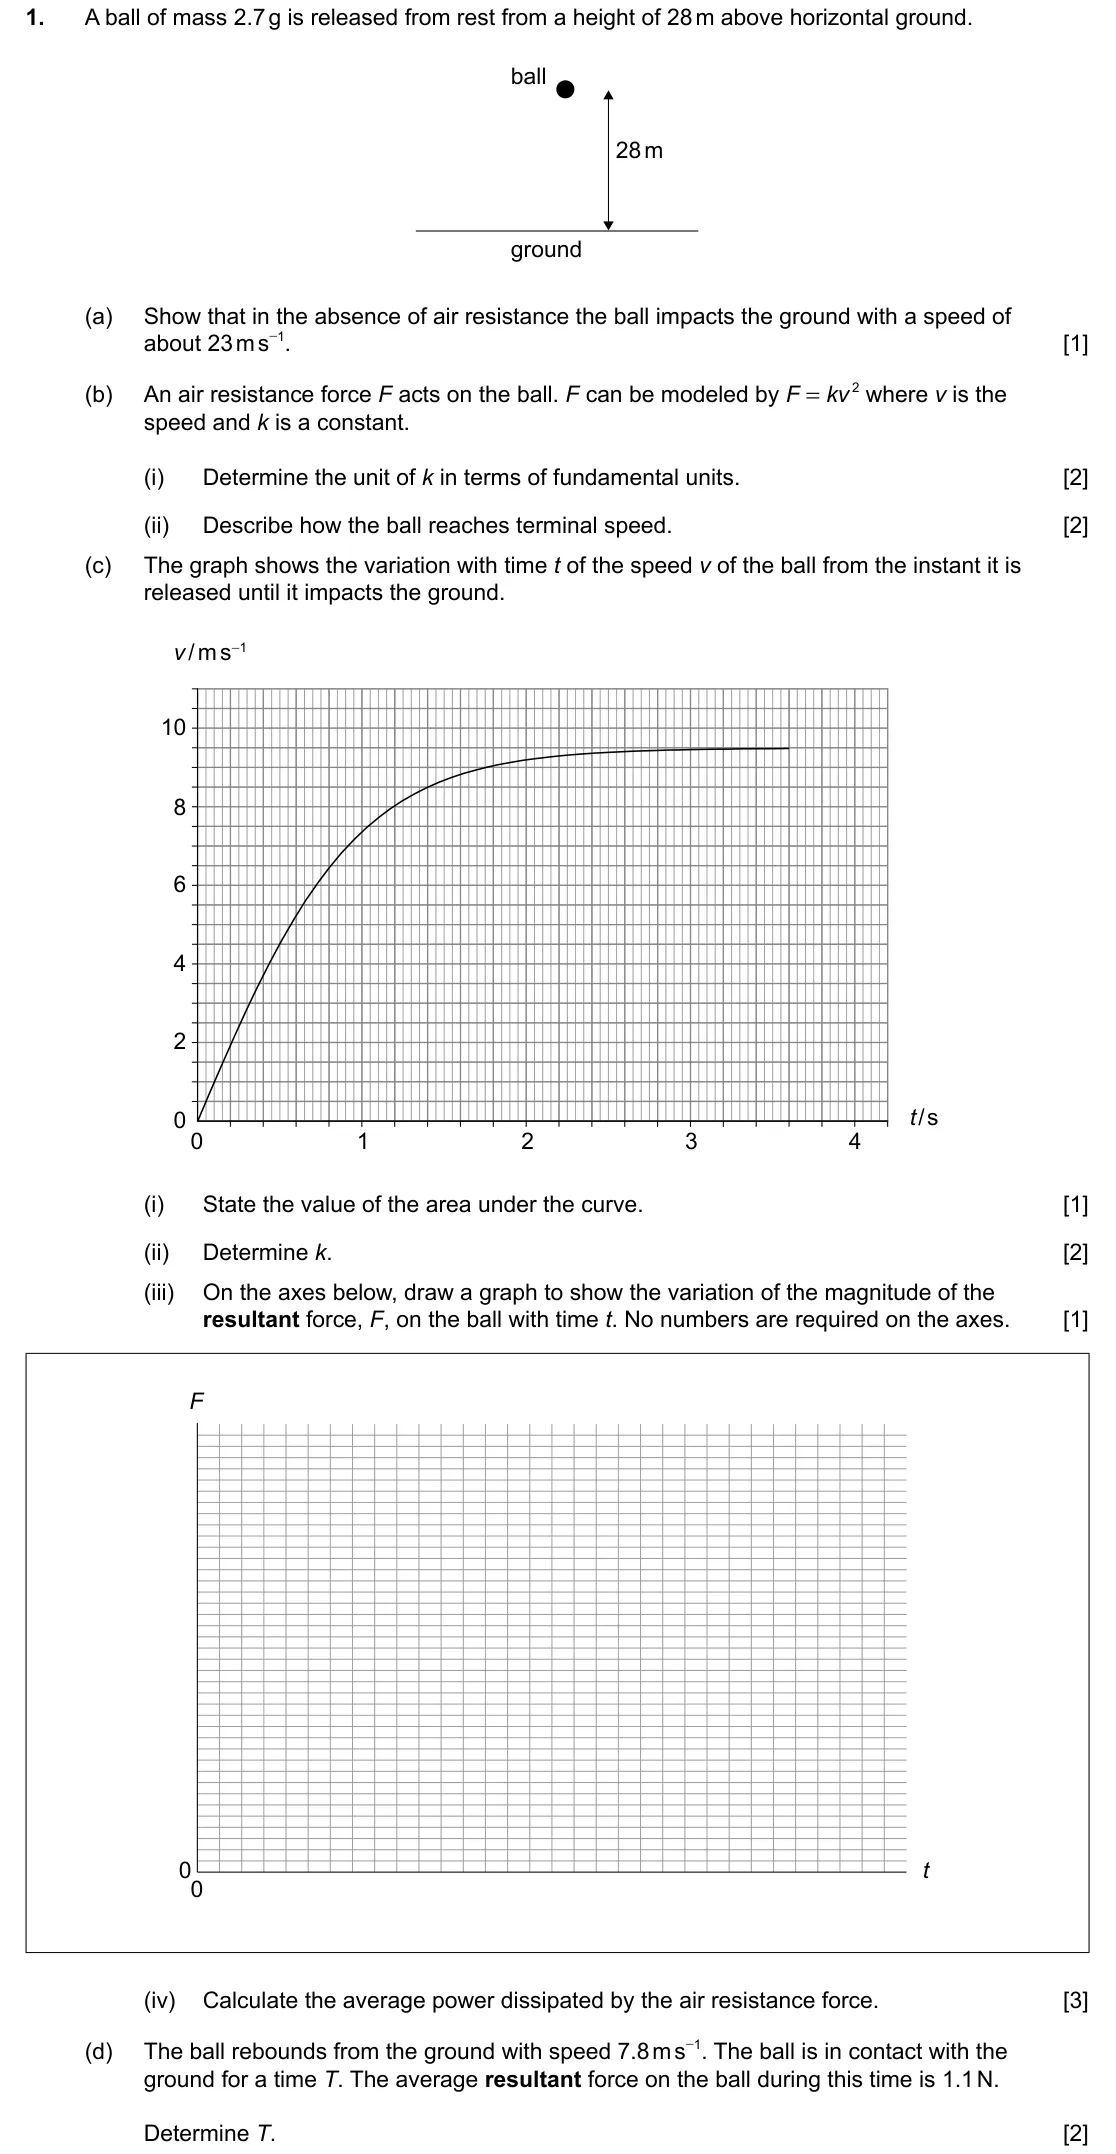 1. A ball of mass 2.7 g is released from rest from a height of 28 m above horizontal ground.
ball
28 m
ground
(a) Show that in the absence of air resistance the ball impacts the ground with a speed of
about 23 m s⁻¹. [1]
(b) An air resistance force F acts on the ball. F can be modeled by F = kv² where v is the
speed and k is a constant.
(i) Determine the unit of k in terms of fundamental units. [2]
(ii) Describe how the ball reaches terminal speed. [2]
(c) The graph shows the variation with time t of the speed v of the ball from the instant it is
released until it impacts the ground.
v / m s⁻¹
10
8
6
4
2
0
t / s
0 1 2 3 4
(i) State the value of the area under the curve. [1]
(ii) Determine k. [2]
(iii) On the axes below, draw a graph to show the variation of the magnitude of the
resultant force, F, on the ball with time t. No numbers are required on the axes. [1]
F
0 t
0
(iv) Calculate the average power dissipated by the air resistance force. [3]
(d) The ball rebounds from the ground with speed 7.8 m s⁻¹. The ball is in contact with the
ground for a time T. The average resultant force on the ball during this time is 1.1 N.
Determine T. [2]